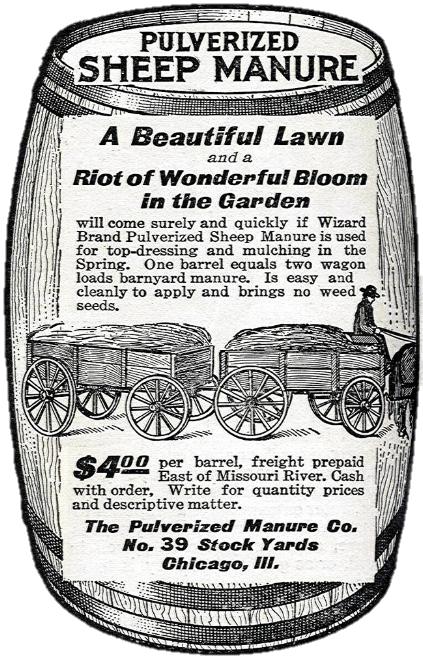 PULVERIZED
SHEEP MANURE
A Beautiful Lawn
and a
Riot of Wonderful Bloom
in the Garden
will come surely and quickly if Wizard
Brand Pulverized Sheep Manure is used
for top-dressing and mulching in the
Spring. One barrel equals two wagon
loads barnyard manure. Is easy and
cleanly to apply and brings no weed
seeds.
$4.00 per barrel, freight prepaid
East of Missouri River. Cash
with order. Write for quantity prices
and descriptive matter.
The Pulverized Manure Co.
No. 39 Stock Yards
Chicago, Ill.